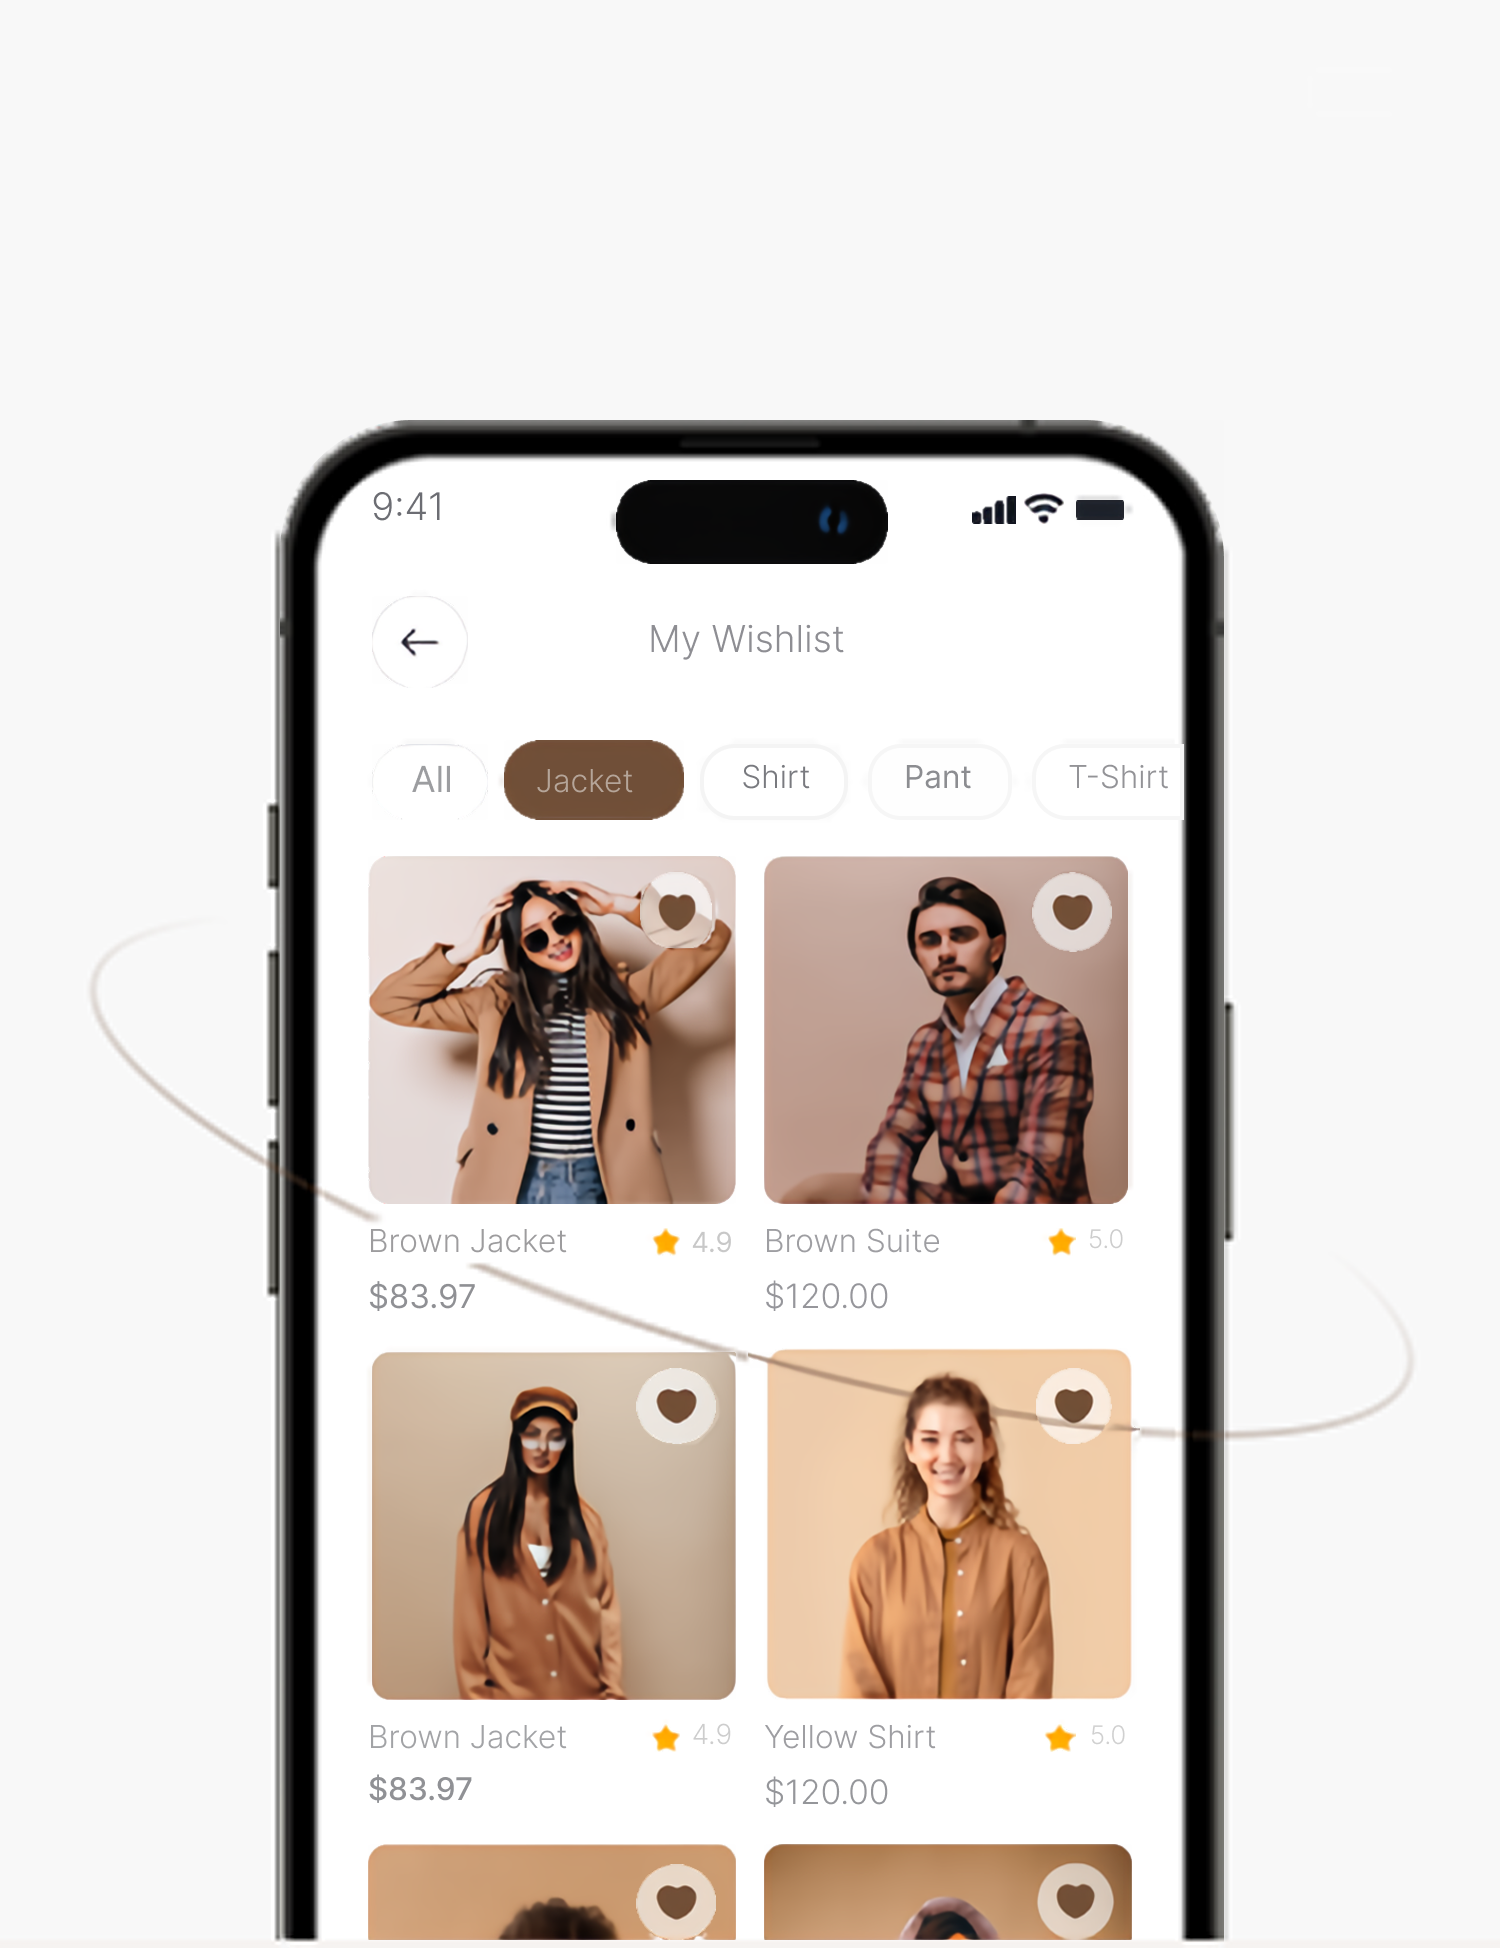 9:41
My Wishlist
All Jacket Shirt Pant T-Shirt
Brown Jacket 4.9 Brown Suite 5.0
$83.97 $120.00
Brown Jacket 4.9 Yellow Shirt 5.0
$83.97 $120.00